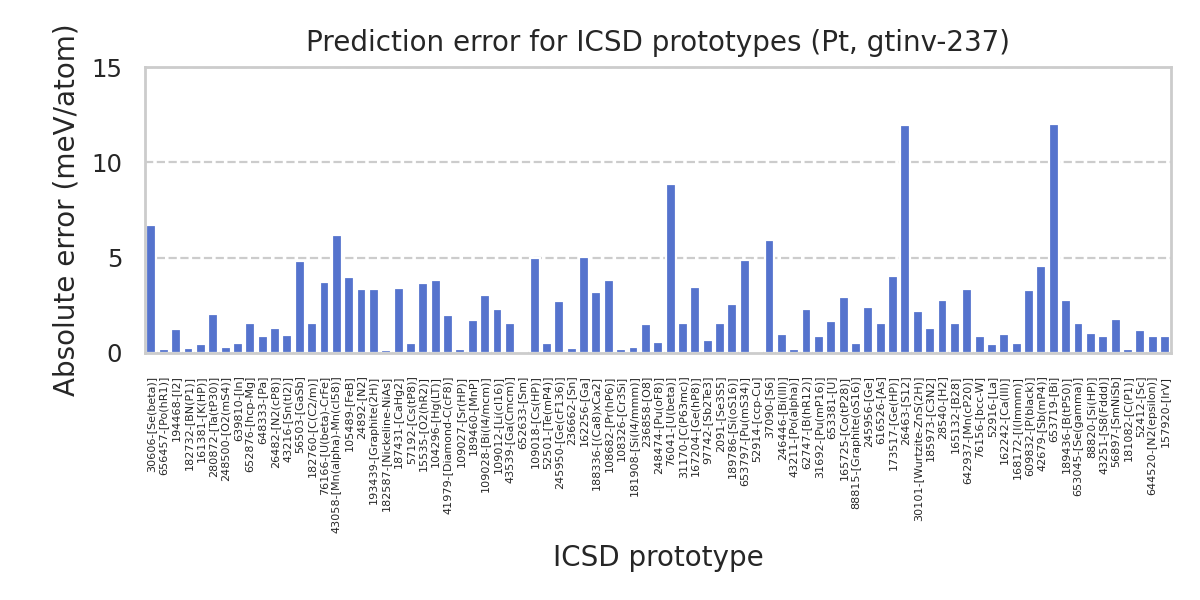 Prediction error for ICSD prototypes (Pt, gtinv-237)
Absolute error (meV/atom)
15
10
5
0
30606-[Se(beta)]
656457-[Po(hR1)]
194468-[I2]
182732-[BN(P1)]
161381-[K(HP)]
280872-[Ta(tP30)]
248500-[O2(mS4)]
639810-[In]
652876-[hcp-Mg]
648333-[Pa]
26482-[N2(cP8)]
43216-[Sn(tI2)]
56503-[GaSb]
182760-[C(C2/m)]
76166-[U(beta)-CrFe]
43058-[Mn(alpha)-Mn(cI58)]
105489-[FeB]
24892-[N2]
193439-[Graphite(2H)]
182587-[Nickeline-NiAs]
187431-[CaHg2]
57192-[Cs(tP8)]
15535-[O2(hR2)]
104296-[Hg(LT)]
41979-[Diamond-C(cF8)]
109027-[Sr(HP)]
189460-[MnP]
109028-[Bi(I4/mcm)]
109012-[Li(cI16)]
43539-[Ga(Cmcm)]
652633-[Sm]
109018-[Cs(HP)]
52501-[Te(mP4)]
245950-[Ge(cF136)]
236662-[Sn]
162256-[Ga]
188336-[(Ca8)xCa2]
108682-[Pr(hP6)]
108326-[Cr3Si]
181908-[Si(I4/mmm)]
236858-[O8]
248474-[Pu(oF8)]
76041-[U(beta)]
31170-[C(P63mc)]
167204-[Ge(hP8)]
97742-[Sb2Te3]
2091-[Se3S5]
189786-[Si(oS16)]
653797-[Pu(mS34)]
52914-[ccp-Cu]
37090-[S6]
246446-[Bi(III)]
43211-[Po(alpha)]
62747-[B(hR12)]
31692-[Pu(mP16)]
653381-[U]
165725-[Co(tP28)]
88815-[Graphite(oS16)]
245956-[Ge]
616526-[As]
173517-[Ge(HP)]
26463-[S12]
30101-[Wurtzite-ZnS(2H)]
185973-[C3N2]
28540-[H2]
165132-[B28]
642937-[Mn(cP20)]
76156-[bcc-W]
52916-[La]
162242-[Ca(III)]
168172-[I(Immm)]
609832-[P(black)]
42679-[Sb(mP4)]
653719-[Bi]
189436-[B(tP50)]
653045-[Se(gamma)]
88820-[Si(HP)]
43251-[S8(Fddd)]
56897-[SmNiSb]
181082-[C(P1)]
52412-[Sc]
644520-[N2(epsilon)]
157920-[IrV]
ICSD prototype